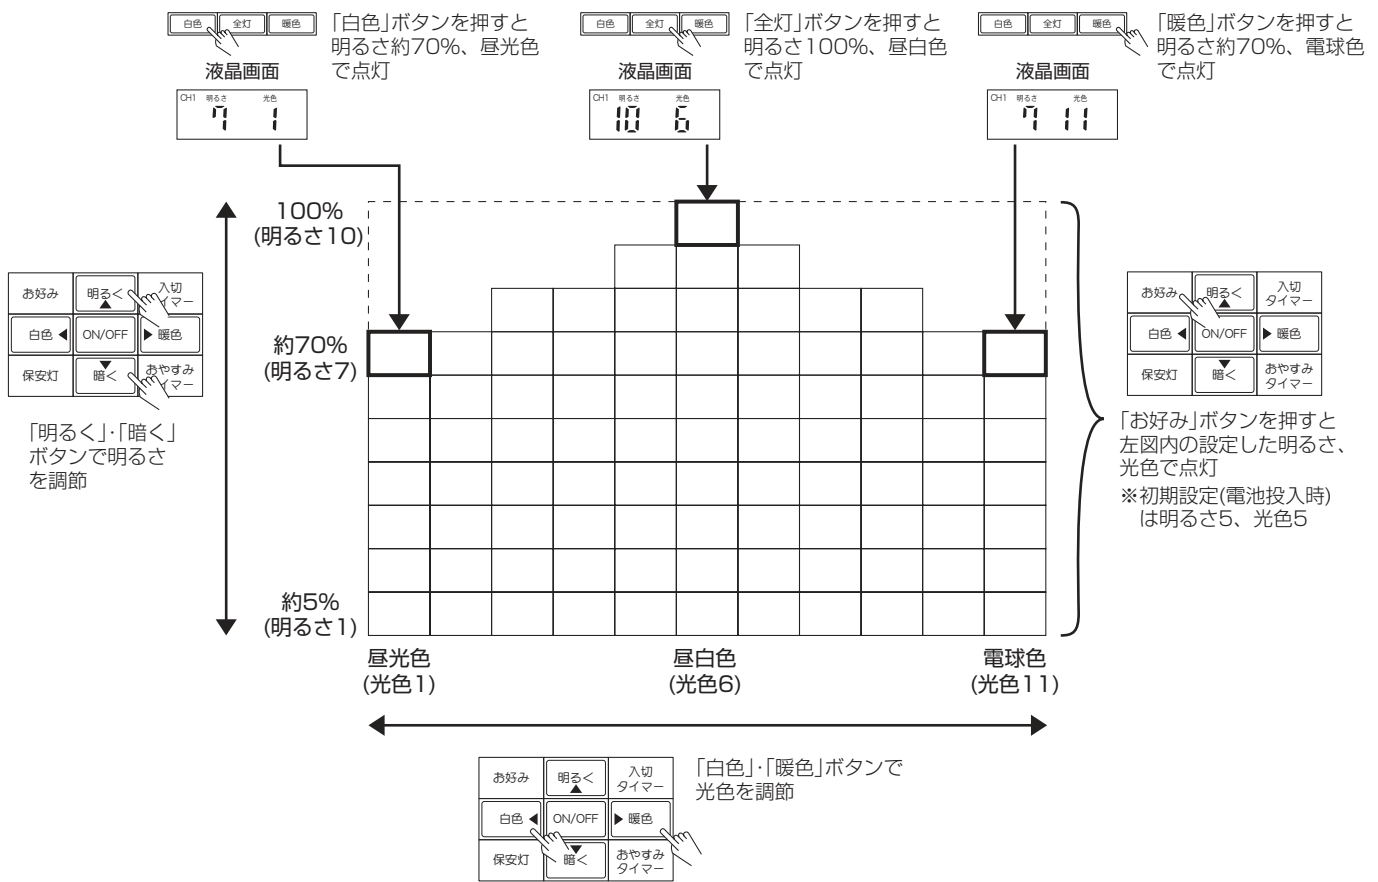 白色 全灯 暖色
「白色」ボタンを押すと
明るさ約70%、昼光色
で点灯
液晶画面
CH1 明るさ 光色
7 1
白色 全灯 暖色
「全灯」ボタンを押すと
明るさ100%、昼白色
で点灯
液晶画面
CH1 明るさ 光色
10 6
白色 全灯 暖色
「暖色」ボタンを押すと
明るさ約70%、電球色
で点灯
液晶画面
CH1 明るさ 光色
7 11
100%
(明るさ10)
約70%
(明るさ7)
約5%
(明るさ1)
お好み 明るく▲ 入切
イマー
白色◀ ON/OFF ▶暖色
保安灯 ▼暗く おやすみ
イマー
「明るく」・「暗く」
ボタンで明るさ
を調節
お好み 明るく▲ 入切
タイマー
白色◀ ON/OFF ▶暖色
保安灯 ▼暗く おやすみ
タイマー
「お好み」ボタンを押すと
左図内の設定した明るさ、
光色で点灯
※初期設定(電池投入時)
は明るさ5、光色5
昼光色
(光色1)
昼白色
(光色6)
電球色
(光色11)
お好み 明るく▲ 入切
タイマー
白色◀ ON/OFF ▶暖色
保安灯 ▼暗く おやすみ
タイマー
「白色」・「暖色」ボタンで
光色を調節